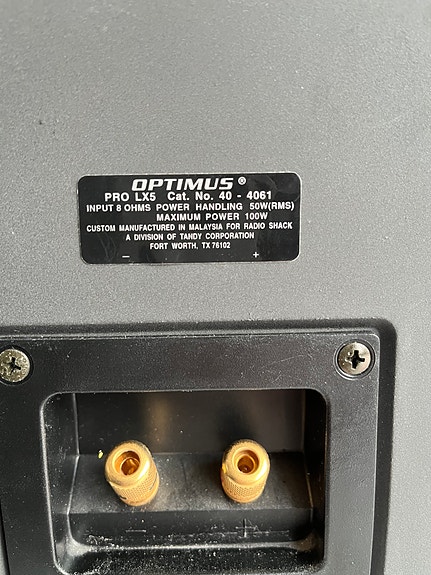 OPTIMUS®
PRO LX5 Cat. No. 40 - 4061
INPUT 8 OHMS POWER HANDLING 50W(RMS)
MAXIMUM POWER 100W
CUSTOM MANUFACTURED IN MALAYSIA FOR RADIO SHACK
A DIVISION OF TANDY CORPORATION
FORT WORTH, TX 76102
− +
− +